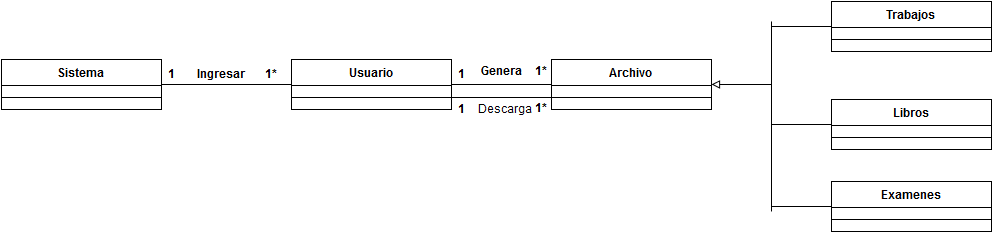 Trabajos
Sistema 1 Ingresar 1* Usuario 1 Genera 1* Archivo
1 Descarga 1*
Libros
Examenes